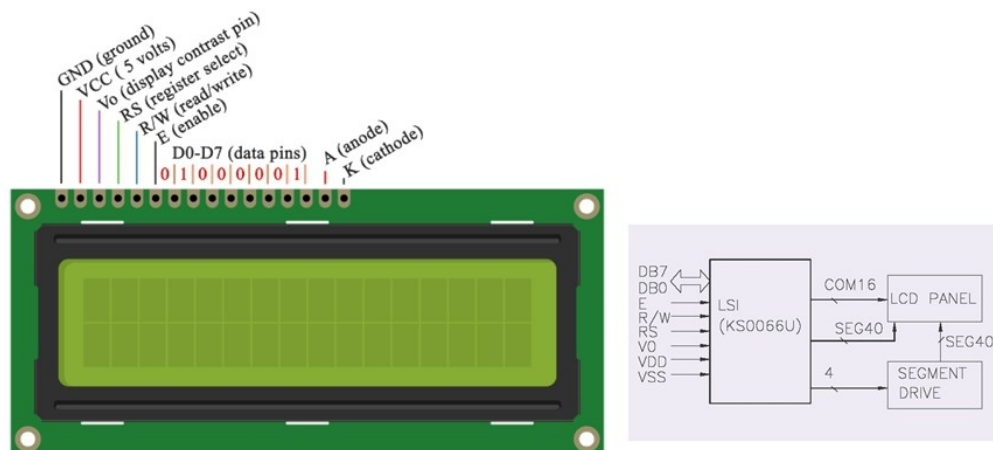 GND (ground)
VCC ( 5 volts)
Vo (display contrast pin)
RS (register select)
R/W (read/write)
E (enable)
D0-D7 (data pins)
0 1 0 0 0 0 0 1
A (anode)
K (cathode)
DB7
DB0
E
R/W
RS
V0
VDD
VSS
LSI
(KS0066U)
COM16
SEG40
4
LCD PANEL
SEG40
SEGMENT
DRIVE